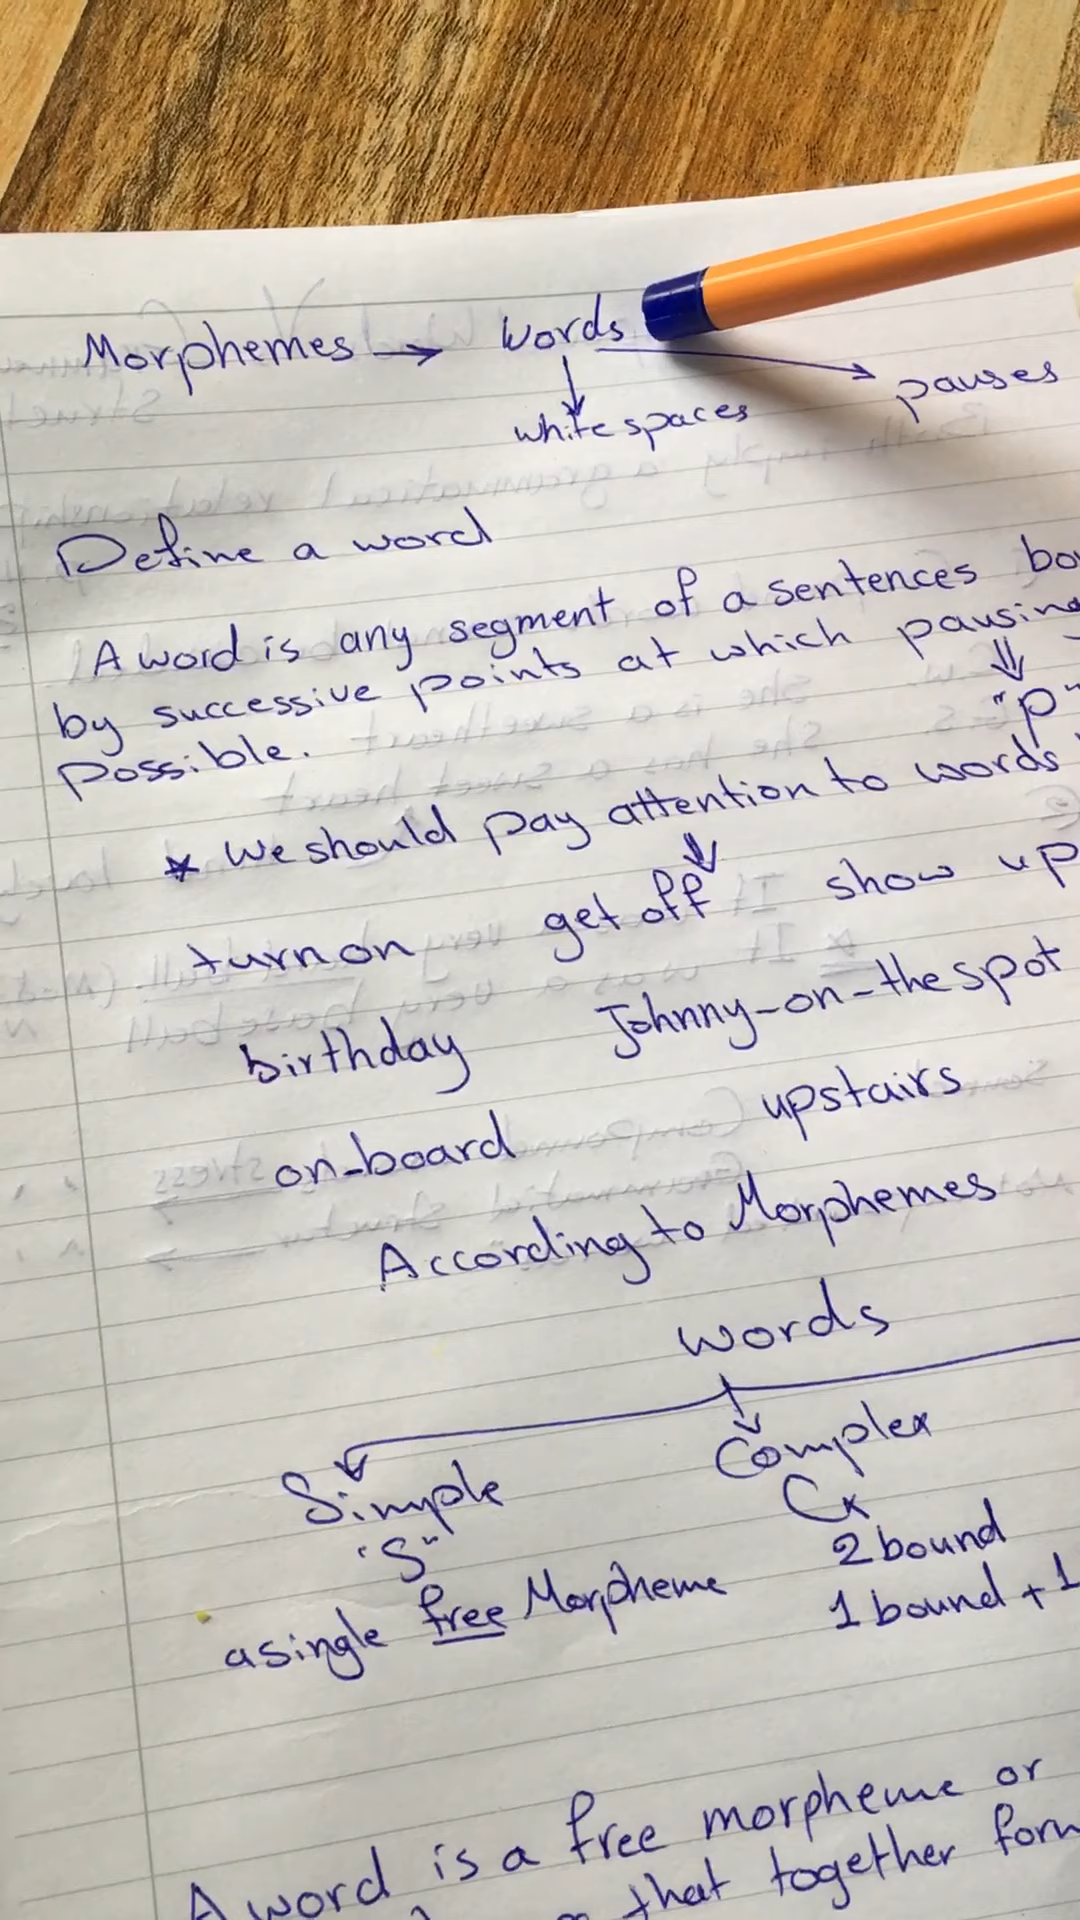 Morphemes → Words
white spaces
pauses
Define a word
A word is any segment of a sentences
by successive points at which pausing
"P"
possible.
* We should pay attention to words
turn on get off show up
birthday Johnny-on-the spot
on-board upstairs
According to Morphemes
words
Simple Complex
"S" Cx
a single free Morpheme 2 bound
1 bound + 1
A word is a free morpheme or
that together form